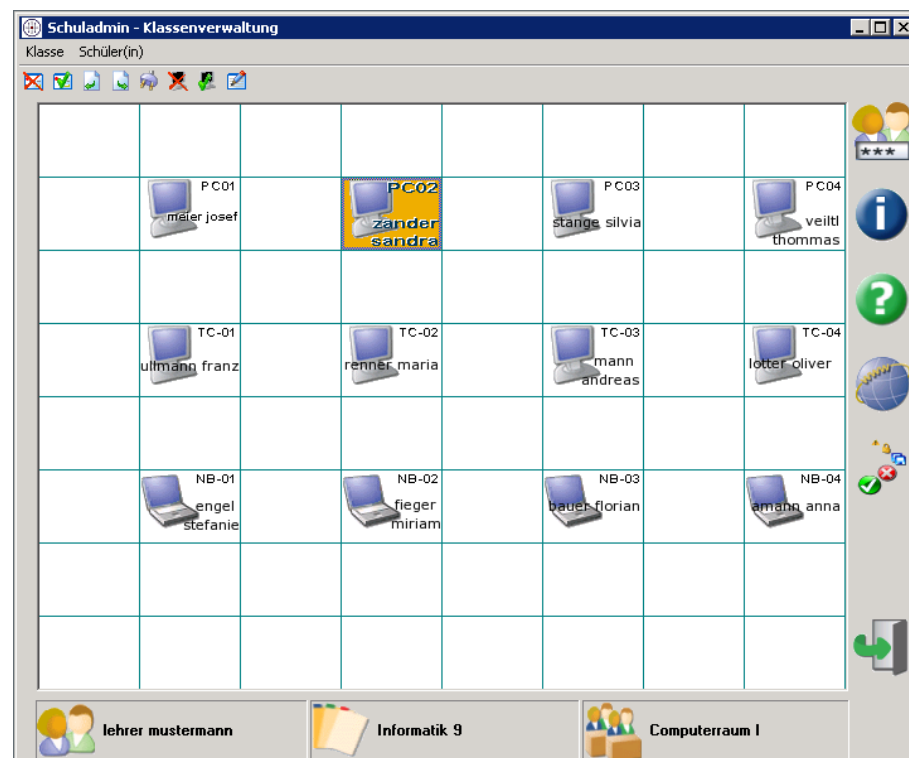 Schuladmin - Klassenverwaltung
Klasse Schüler(in)
***
PC01
meier josef
PC02
zander
sandra
PC03
stange silvia
PC04
veiltl
thommas
i
?
TC-01
ullmann franz
TC-02
renner maria
TC-03
mann
andreas
TC-04
lotter oliver
NB-01
engel
stefanie
NB-02
fieger
miriam
NB-03
bauer florian
NB-04
amann anna
lehrer mustermann
Informatik 9
Computerraum I